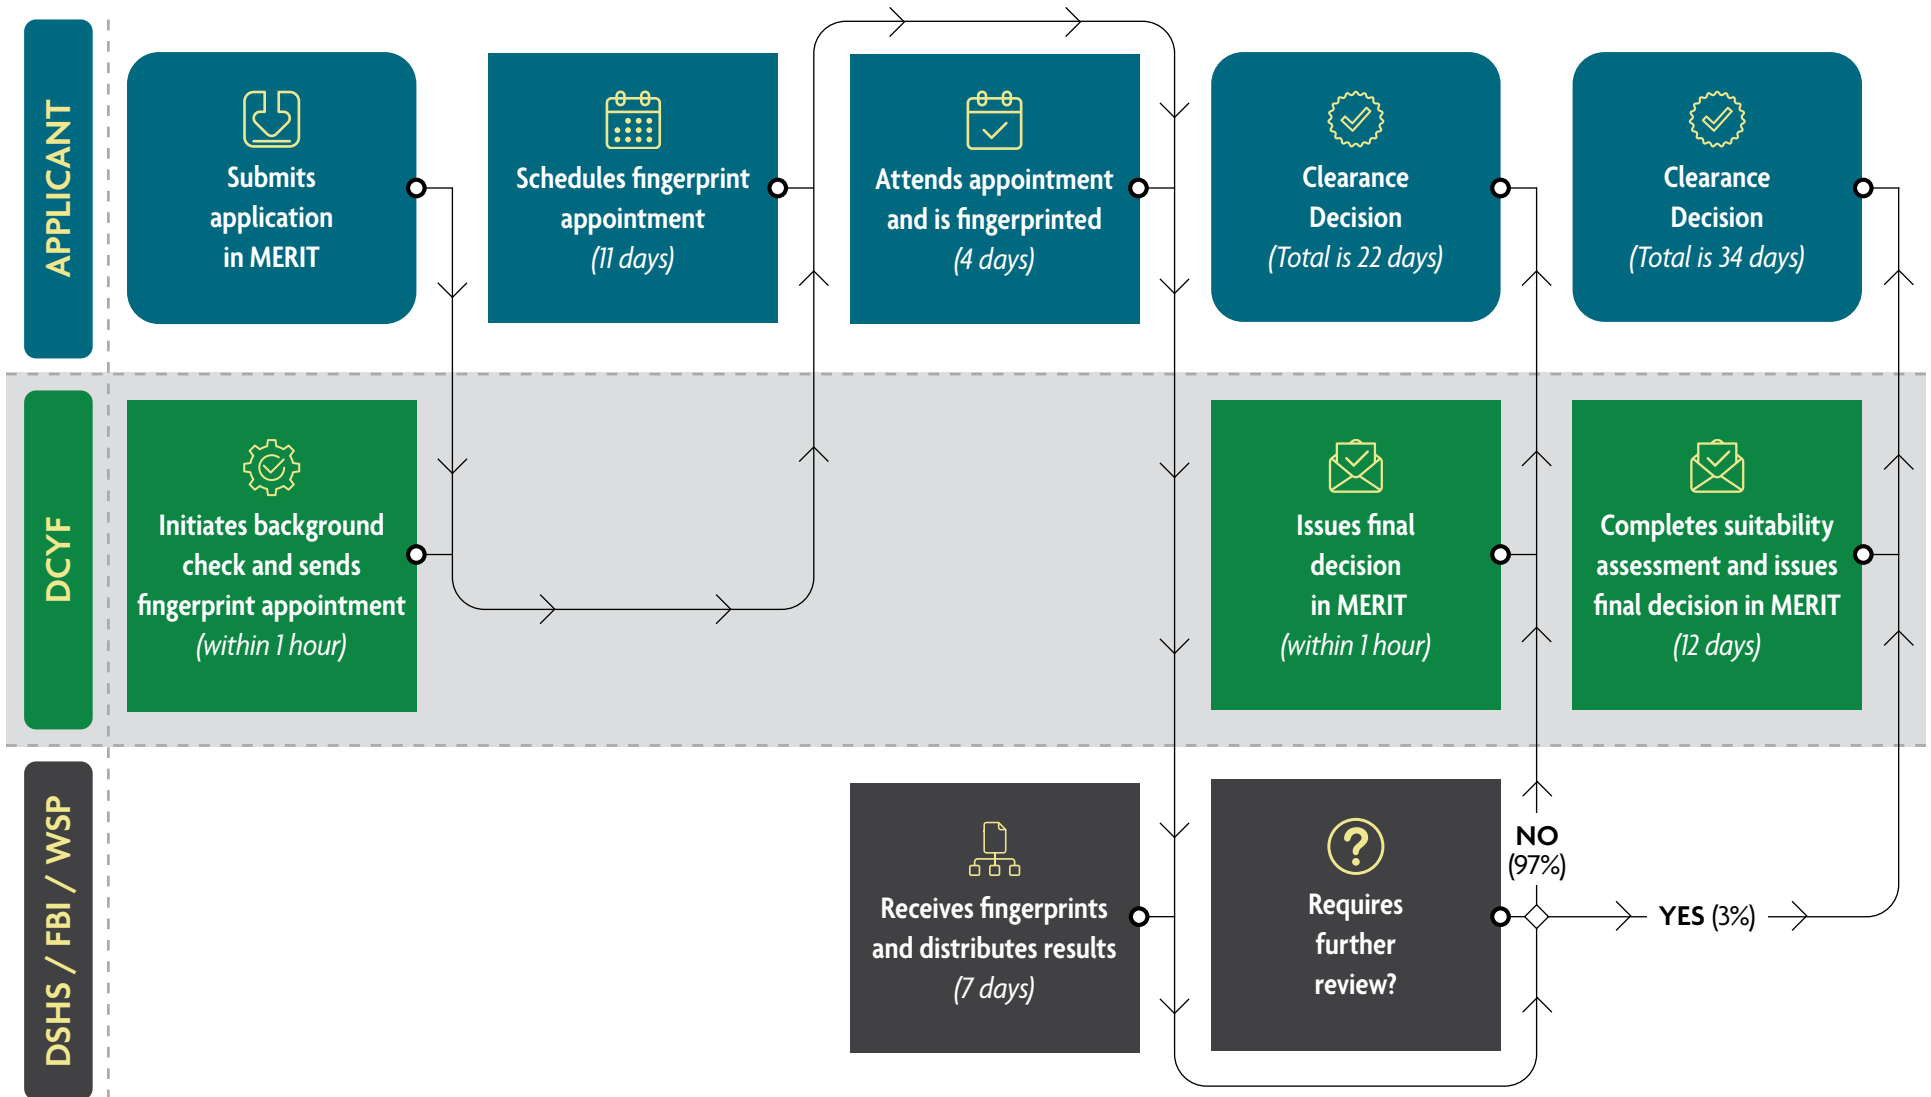 APPLICANT
Submits
application
in MERIT
Schedules fingerprint
appointment
(11 days)
Attends appointment
and is fingerprinted
(4 days)
Clearance
Decision
(Total is 22 days)
Clearance
Decision
(Total is 34 days)
DCYF
Initiates background
check and sends
fingerprint appointment
(within 1 hour)
Issues final
decision
in MERIT
(within 1 hour)
Completes suitability
assessment and issues
final decision in MERIT
(12 days)
DSHS / FBI / WSP
Receives fingerprints
and distributes results
(7 days)
?
Requires
further
review?
NO
(97%)
YES (3%)